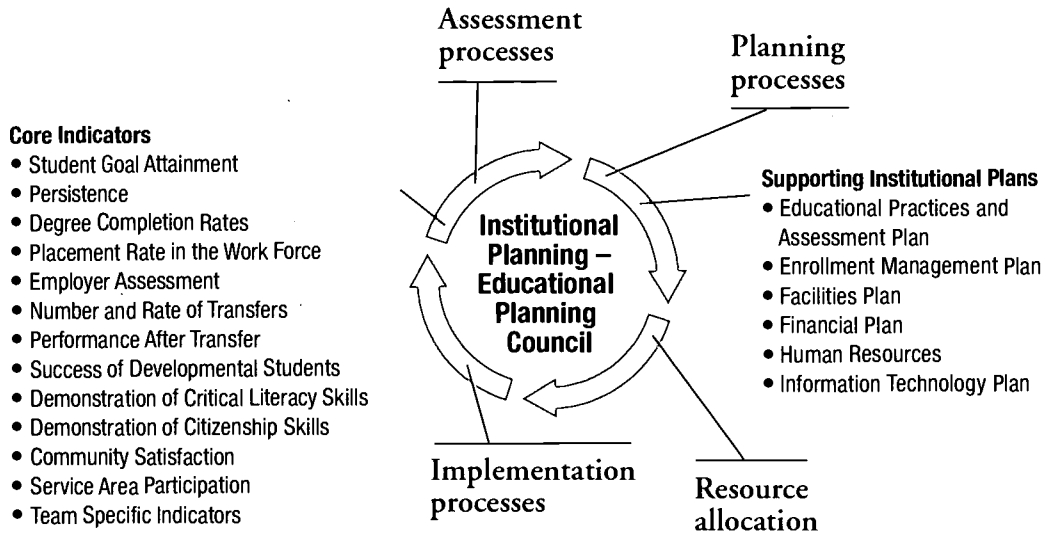 Assessment
processes
Planning
processes
Core Indicators
• Student Goal Attainment
• Persistence
• Degree Completion Rates
• Placement Rate in the Work Force
• Employer Assessment
• Number and Rate of Transfers
• Performance After Transfer
• Success of Developmental Students
• Demonstration of Critical Literacy Skills
• Demonstration of Citizenship Skills
• Community Satisfaction
• Service Area Participation
• Team Specific Indicators
Institutional
Planning –
Educational
Planning
Council
Supporting Institutional Plans
• Educational Practices and
Assessment Plan
• Enrollment Management Plan
• Facilities Plan
• Financial Plan
• Human Resources
• Information Technology Plan
Implementation
processes
Resource
allocation